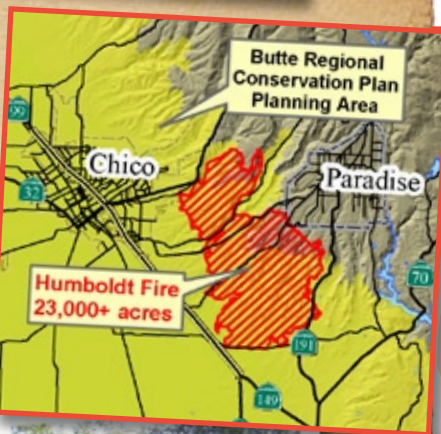 Butte Regional
Conservation Plan
Planning Area
99
Chico
Paradise
32
Humboldt Fire
23,000+ acres
70
191
149